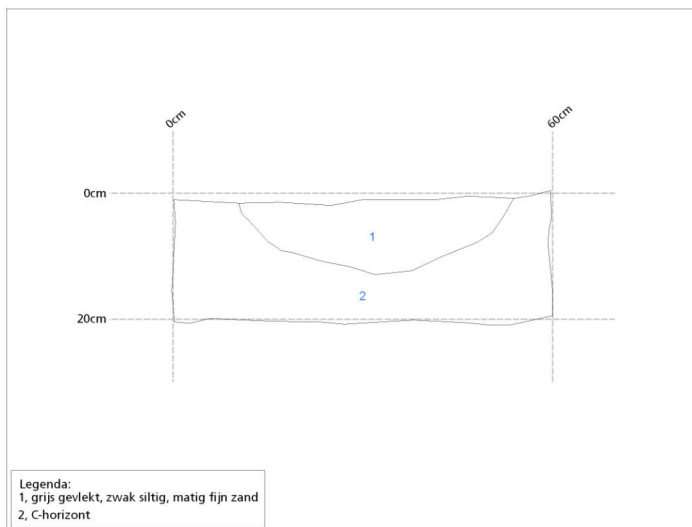 0cm
60cm
0cm
1
2
20cm
Legenda:
1, grijs gevlekt, zwak siltig, matig fijn zand
2, C-horizont